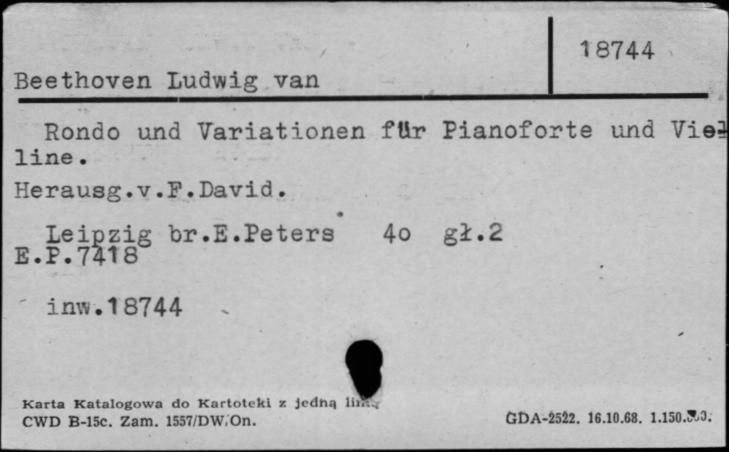 18744
Beethoven Ludwig van
Rondo und Variationen für Pianoforte und Viol
line.
Herausg.v.F.David.
Leipzig br.E.Peters 4o gł.2
E.P.7418
inw.18744
Karta Katalogowa do Kartoteki z jedną linią
CWD B-15c. Zam. 1557/DW/On.
GDA-2522. 16.10.68.